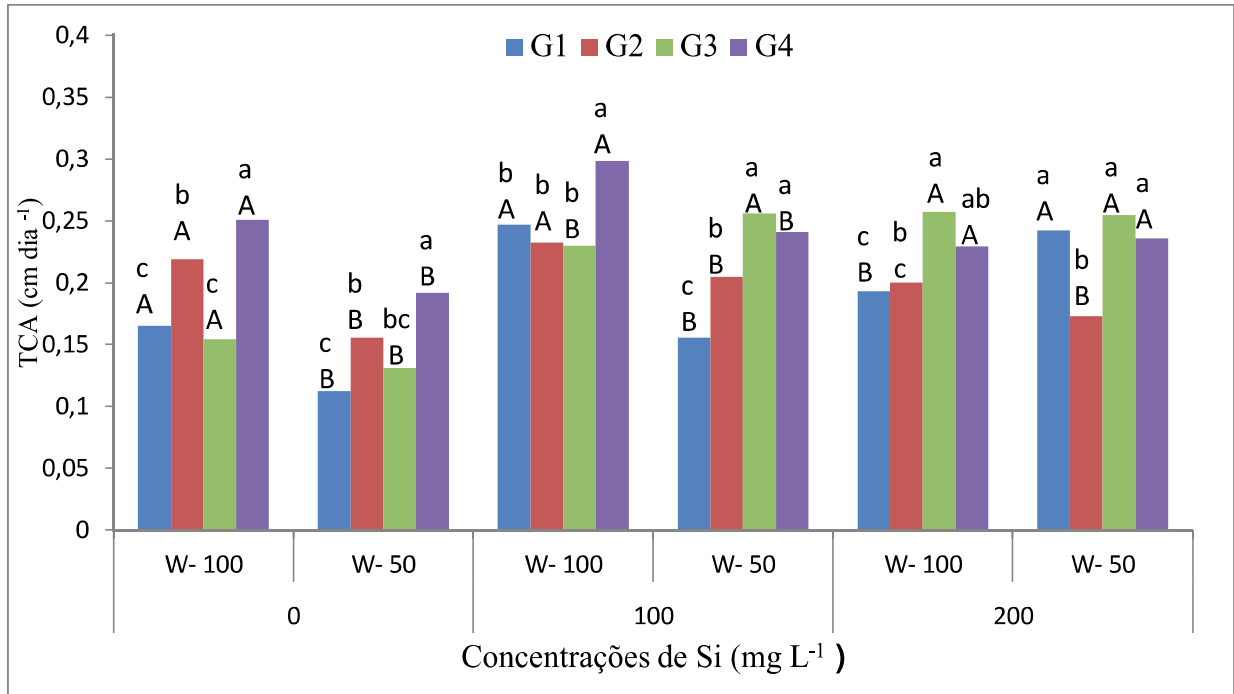 0,4
0,35
0,3
0,25
0,2
0,15
0,1
0,05
0
TCA (cm dia -1)
G1 G2 G3 G4
c
A
b
A
c
A
a
A
c
B
b
B
bc
B
a
B
b
A
b
A
b
B
a
A
c
B
b
B
a
A
a
B
c
B
b
c
a
A
ab
A
a
A
b
B
a
A
a
A
W- 100 W- 50 W- 100 W- 50 W- 100 W- 50
0 100 200
Concentrações de Si (mg L-1 )